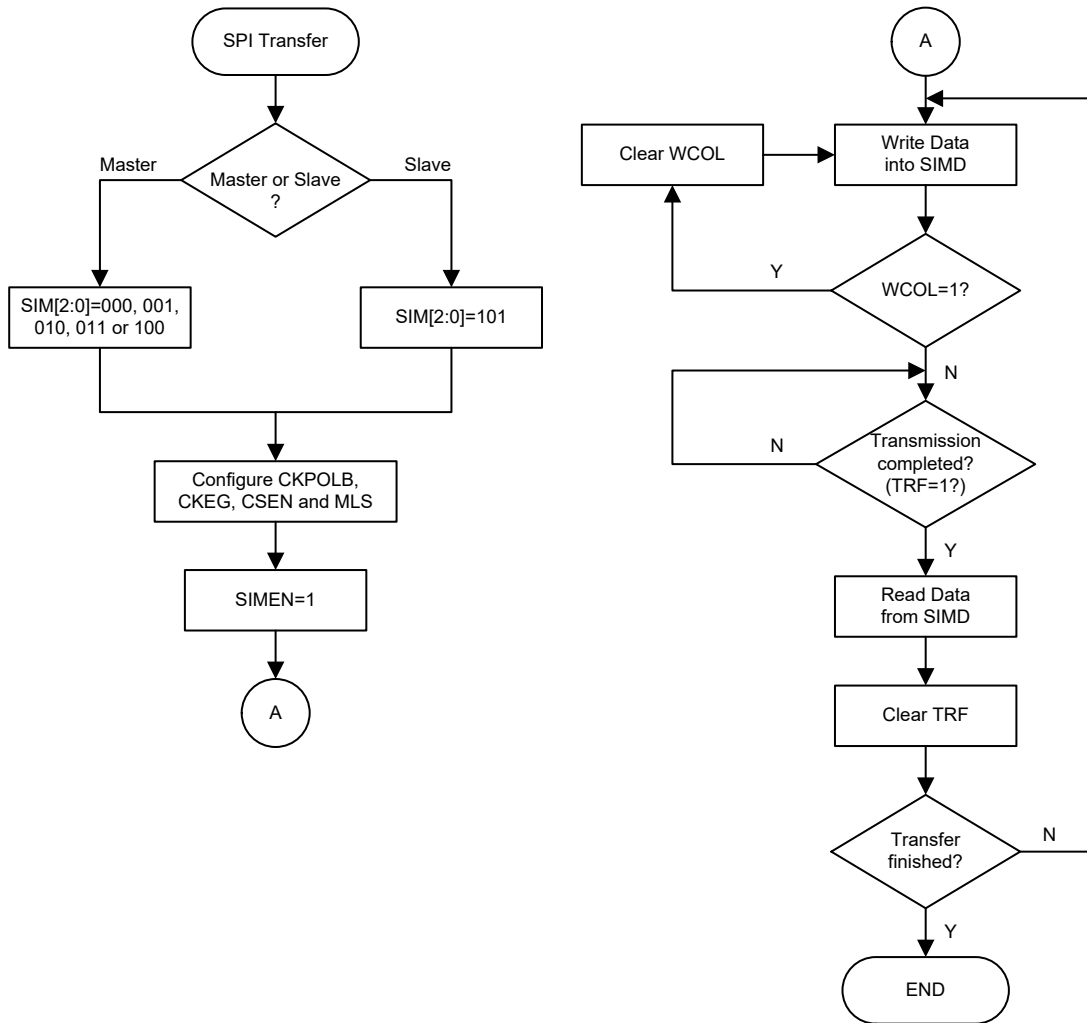 SPI Transfer
Master
Slave
Master or Slave
?
SIM[2:0]=000, 001,
010, 011 or 100
SIM[2:0]=101
Configure CKPOLB,
CKEG, CSEN and MLS
SIMEN=1
A
A
Clear WCOL
Write Data
into SIMD
Y
WCOL=1?
N
N
Transmission
completed?
(TRF=1?)
Y
Read Data
from SIMD
Clear TRF
Transfer
finished?
N
Y
END